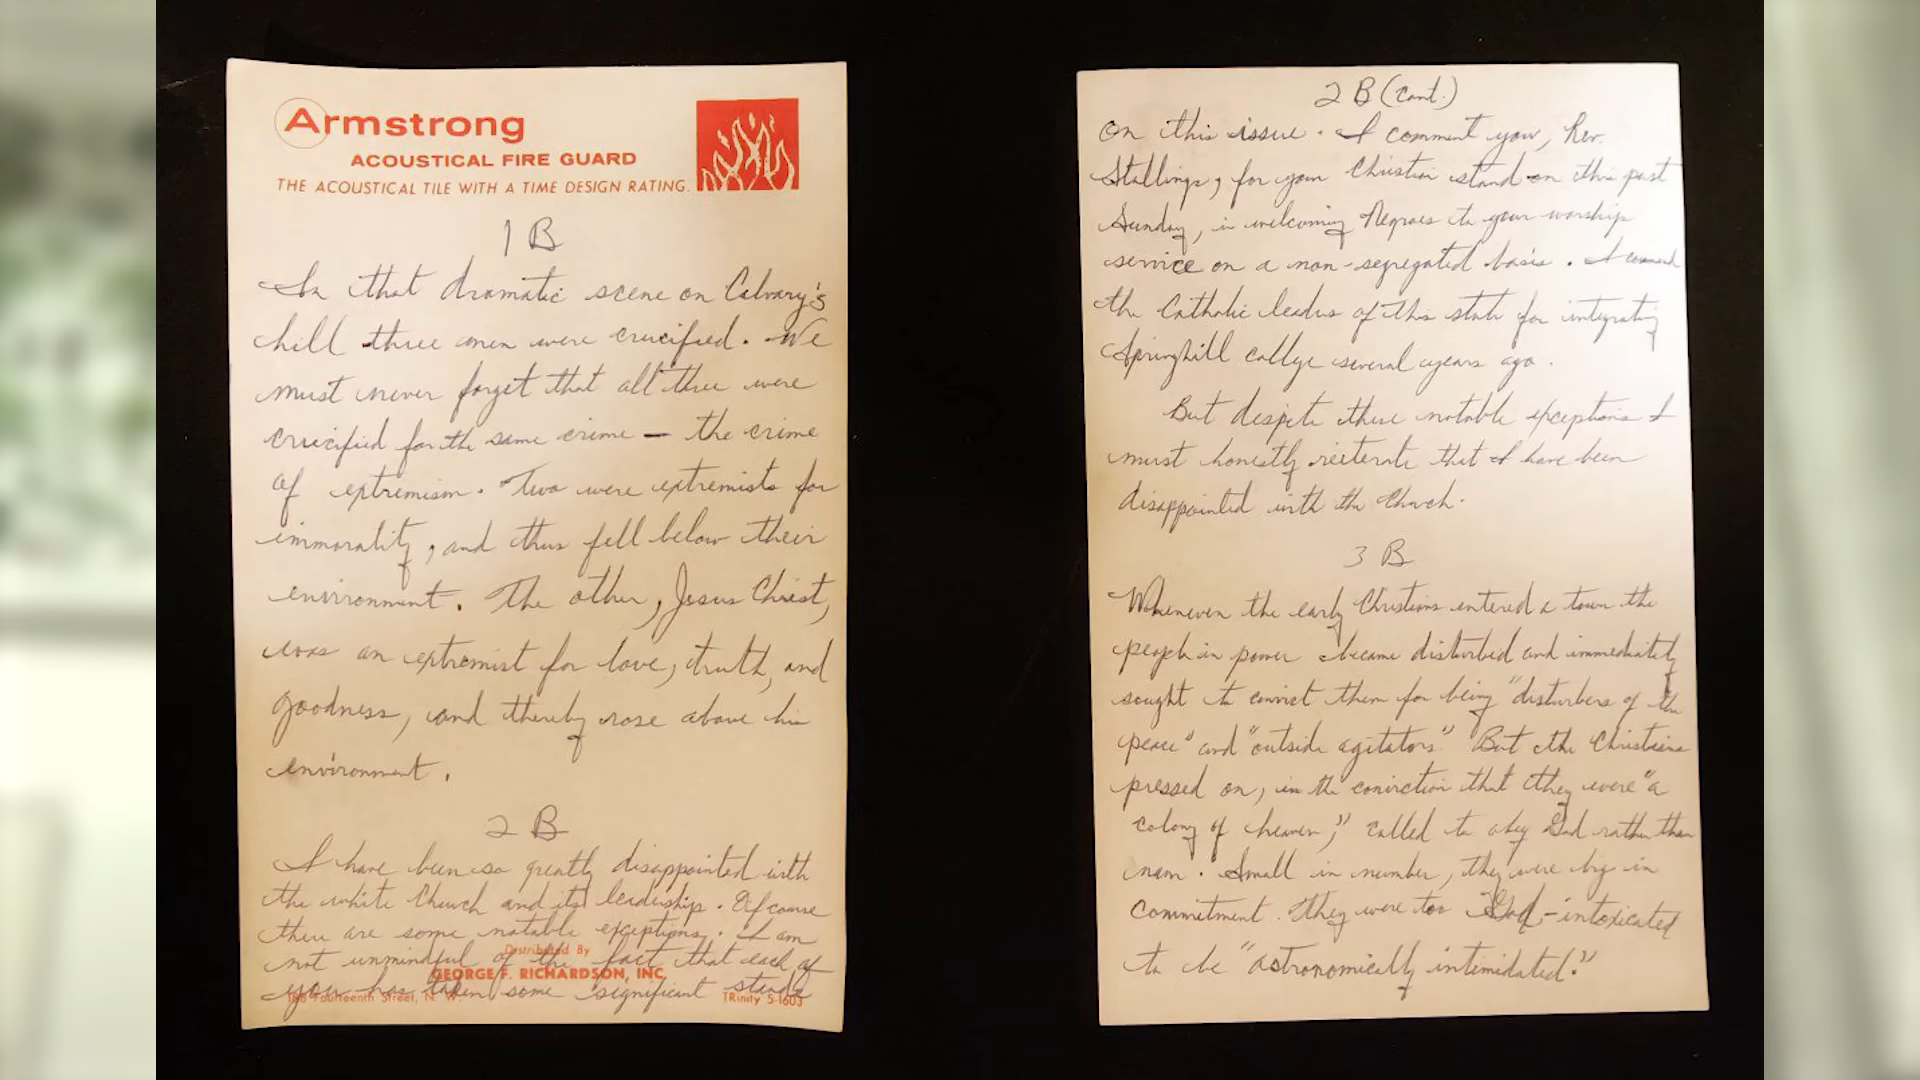 Armstrong
ACOUSTICAL FIRE GUARD
THE ACOUSTICAL TILE WITH A TIME DESIGN RATING.
1 B
In that dramatic scene on Calvary's
hill three men were crucified. We
must never forget that all three were
crucified for the same crime — the crime
of extremism. Two were extremists for
immorality, and thus fell below their
environment. The other, Jesus Christ,
was an extremist for love, truth, and
goodness, and thereby rose above his
environment.
2 B
I have been so greatly disappointed with
the white Church and its leadership. Of course
there are some notable exceptions. I am
not unmindful of the fact that each of
you has taken some significant stands
Distributed By
GEORGE F. RICHARDSON, INC.
Fourteenth Street, N. W.
TRinity 5-1603
2 B (cont.)
on this issue. I comment you, Rev.
Stallings, for your Christian stand on this past
Sunday, in welcoming Negroes to your worship
service on a non-segregated basis. I commend
the Catholic leaders of this state for integrating
Springhill college several years ago.
But despite these notable exceptions I
must honestly reiterate that I have been
disappointed with the Church.
3 B
Whenever the early Christians entered a town the
people in power became disturbed and immediately
sought to convict them for being "disturbers of the
peace" and "outside agitators" But the Christians
pressed on, in the conviction that they were "a
colony of heaven," called to obey God rather than
man. Small in number, they were big in
commitment. They were too God-intoxicated
to be "astronomically intimidated."